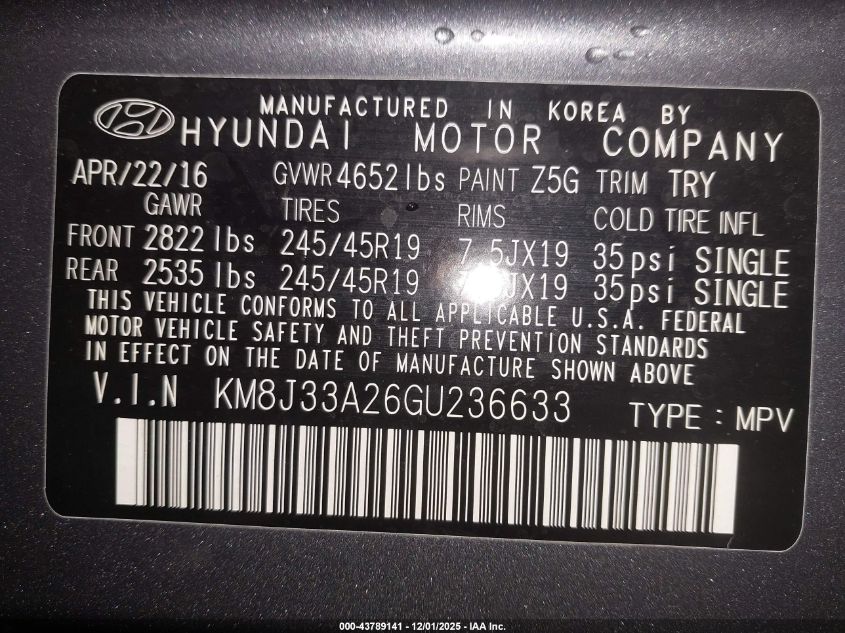 MANUFACTURED IN KOREA BY
HYUNDAI MOTOR COMPANY
APR/22/16 GVWR 4652 lbs PAINT Z5G TRIM TRY
GAWR TIRES RIMS COLD TIRE INFL
FRONT 2822 lbs 245/45R19 7.5JX19 35psi SINGLE
REAR 2535 lbs 245/45R19 JX19 35psi SINGLE
THIS VEHICLE CONFORMS TO ALL APPLICABLE U.S.A. FEDERAL
MOTOR VEHICLE SAFETY AND THEFT PREVENTION STANDARDS
IN EFFECT ON THE DATE OF MANUFACTURE SHOWN ABOVE
V.I.N KM8J33A26GU236633 TYPE : MPV
000-43789141 - 12/01/2025 - IAA Inc.